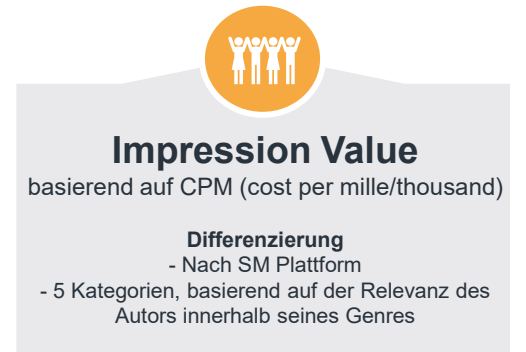 Impression Value
basierend auf CPM (cost per mille/thousand)
Differenzierung
- Nach SM Plattform
- 5 Kategorien, basierend auf der Relevanz des
Autors innerhalb seines Genres